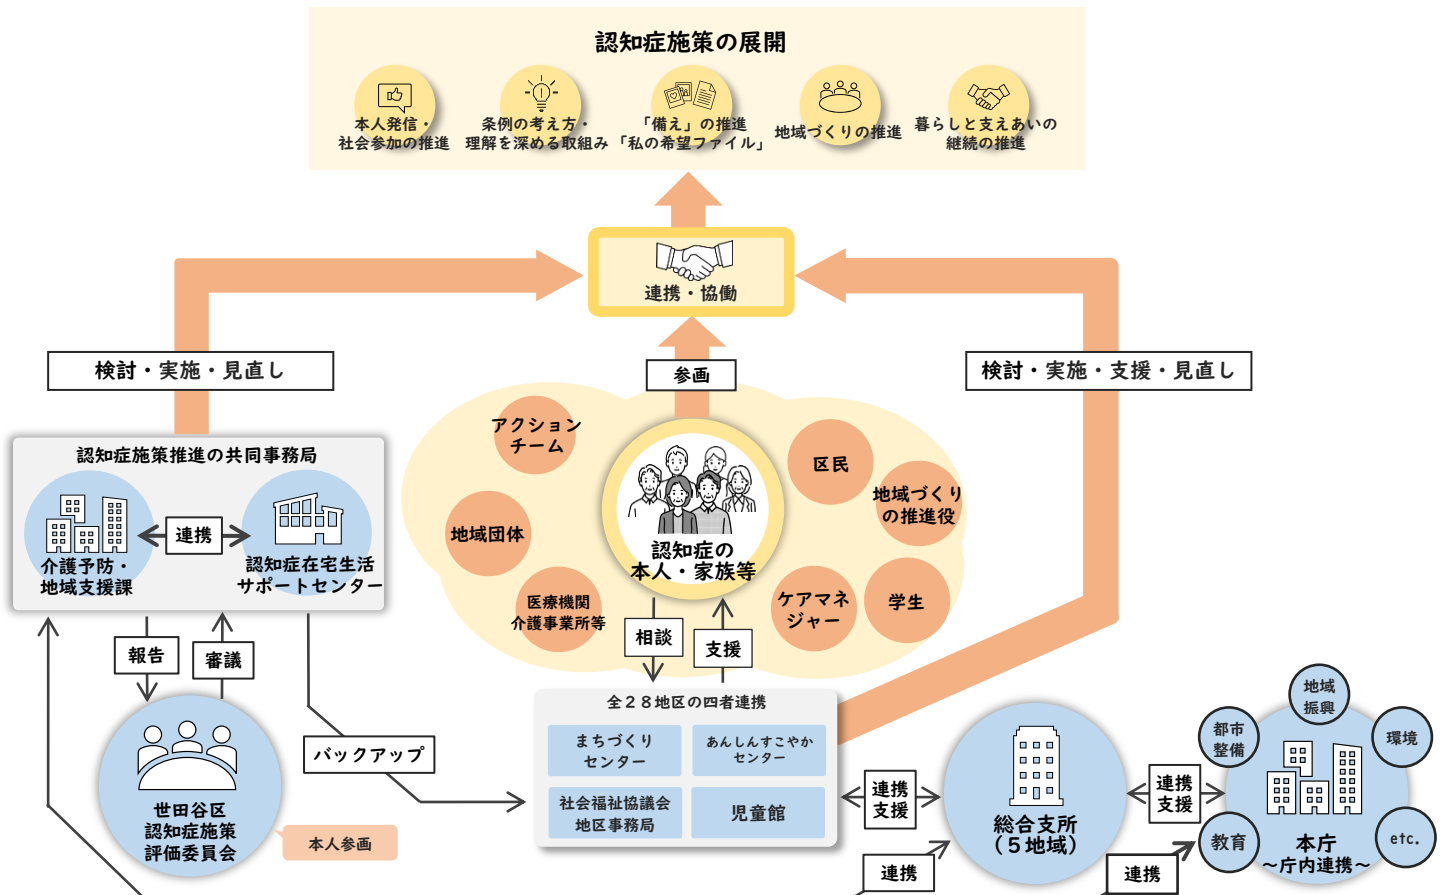 認知症施策の展開
本人発信・
社会参加の推進
条例の考え方・
理解を深める取組み
「備え」の推進
「私の希望ファイル」
地域づくりの推進
暮らしと支えあいの
継続の推進
連携・協働
検討・実施・見直し
参画
検討・実施・支援・見直し
認知症施策推進の共同事務局
介護予防・
地域支援課
連携
認知症在宅生活
サポートセンター
アクション
チーム
地域団体
医療機関
介護事業所等
認知症の
本人・家族等
区民
地域づくり
の推進役
ケアマネ
ジャー
学生
相談
支援
報告
審議
バックアップ
世田谷区
認知症施策
評価委員会
本人参画
全28地区の四者連携
まちづくり
センター
あんしんすこやか
センター
社会福祉協議会
地区事務局
児童館
連携
支援
総合支所
(5地域)
連携
連携
支援
地域
振興
都市
整備
環境
教育
etc.
本庁
～庁内連携～
連携